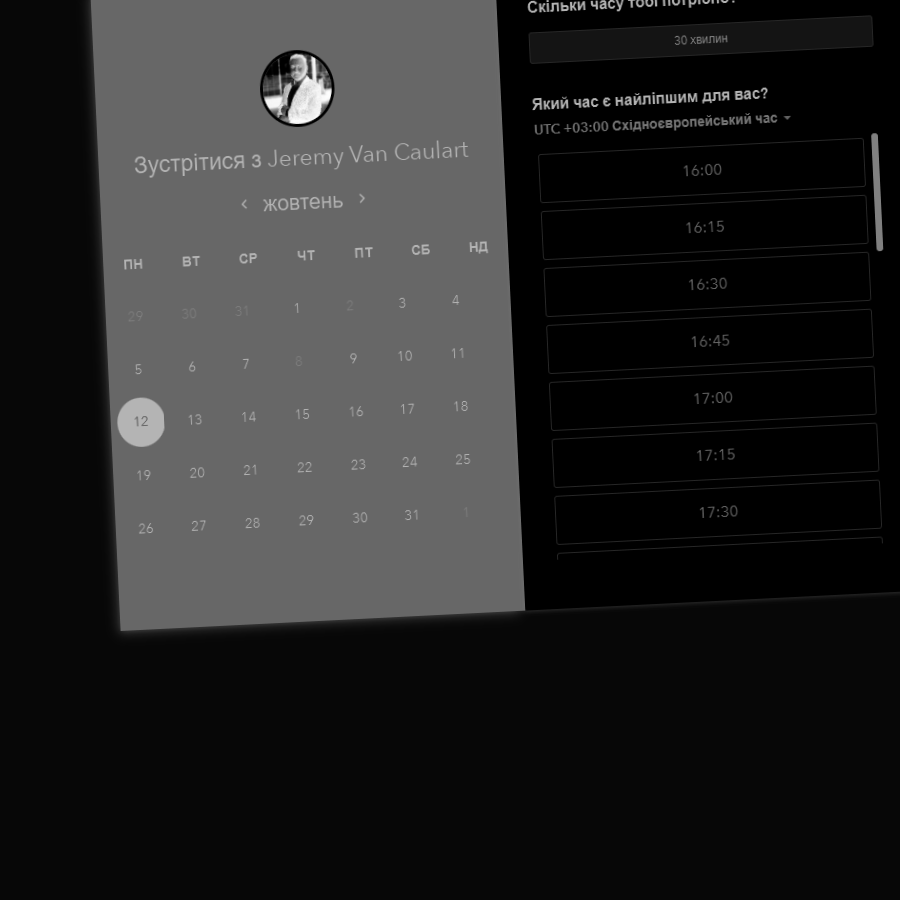 Зустрітися з Jeremy Van Caulart
жовтень
ПН ВТ СР ЧТ ПТ СБ НД
29 30 31 1 2 3 4
5 6 7 8 9 10 11
12 13 14 15 16 17 18
19 20 21 22 23 24 25
26 27 28 29 30 31 1
Скільки часу тобі потрібно?
30 хвилин
Який час є найліпшим для вас?
UTC +03:00 Східноєвропейський час
16:00
16:15
16:30
16:45
17:00
17:15
17:30